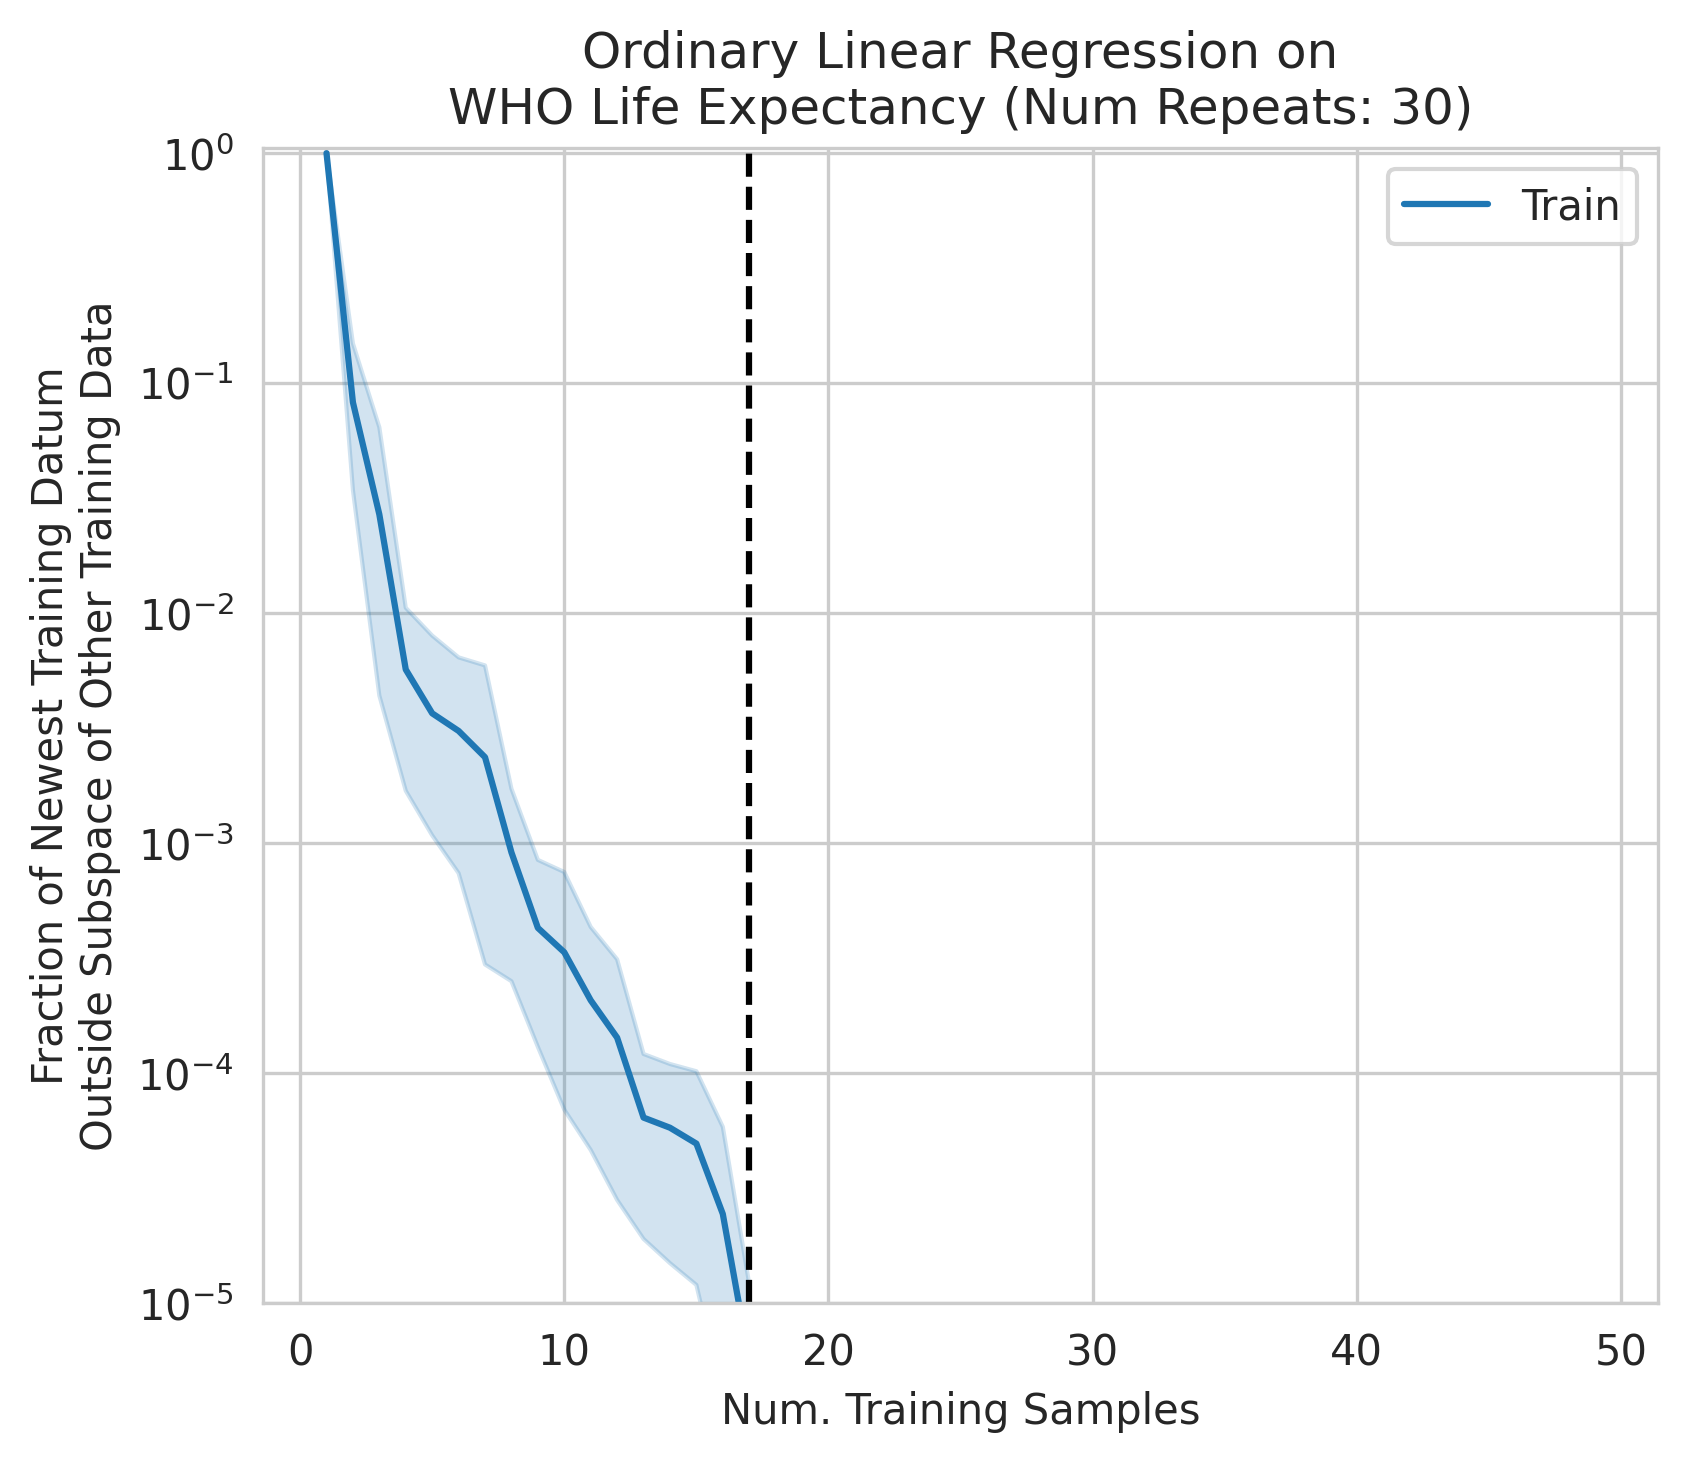 Ordinary Linear Regression on
WHO Life Expectancy (Num Repeats: 30)
Train
Fraction of Newest Training Datum
Outside Subspace of Other Training Data
10⁰
10⁻¹
10⁻²
10⁻³
10⁻⁴
10⁻⁵
0 10 20 30 40 50
Num. Training Samples